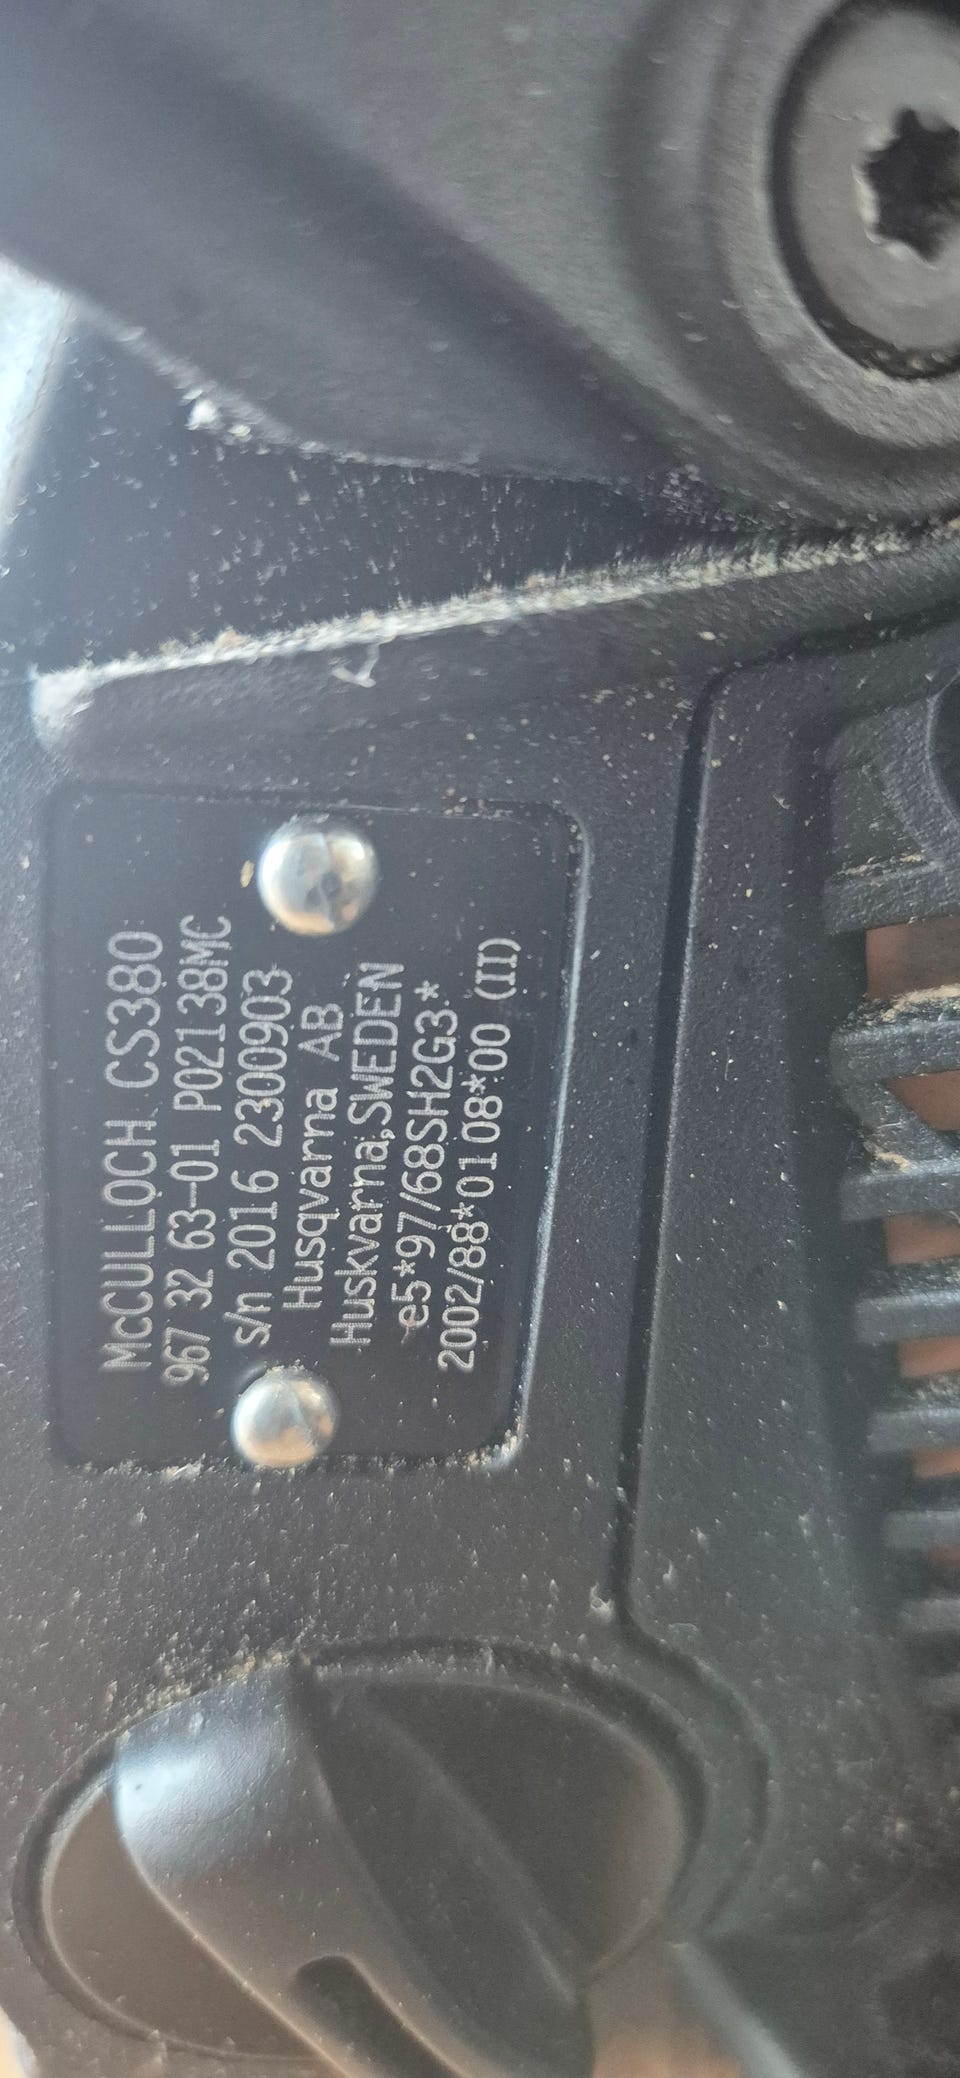 McCULLOCH CS380
967 32 63-01 P02138MC
s/n 2016 2300903
Husqvarna AB
Huskvarna,SWEDEN
e5*97/68SH2G3*
2002/88*0108*00 (II)